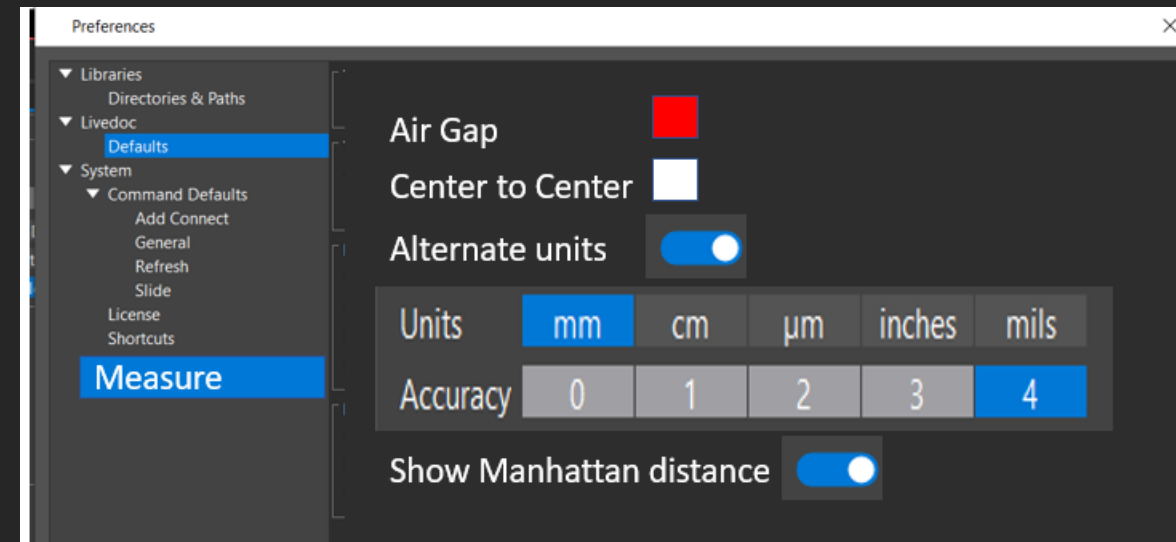 Preferences
Libraries
Directories & Paths
Livedoc
Defaults
System
Command Defaults
Add Connect
General
Refresh
Slide
License
Shortcuts
Measure
Air Gap
Center to Center
Alternate units
Units mm cm µm inches mils
Accuracy 0 1 2 3 4
Show Manhattan distance